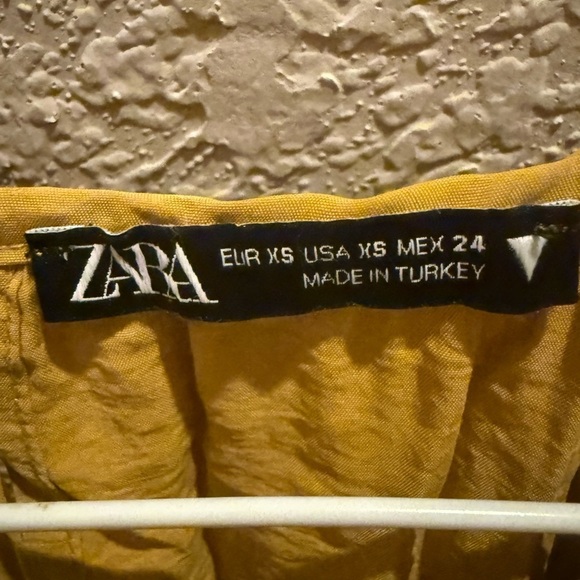 ZARA
EUR XS USA XS MEX 24
MADE IN TURKEY